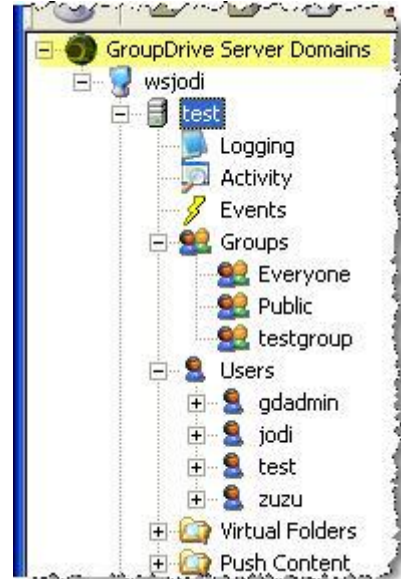 GroupDrive Server Domains
wsjodi
test
Logging
Activity
Events
Groups
Everyone
Public
testgroup
Users
gdadmin
jodi
test
zuzu
Virtual Folders
Push Content